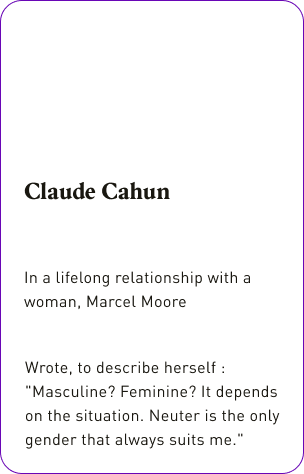 Claude Cahun
In a lifelong relationship with a
woman, Marcel Moore
Wrote, to describe herself :
"Masculine? Feminine? It depends
on the situation. Neuter is the only
gender that always suits me."